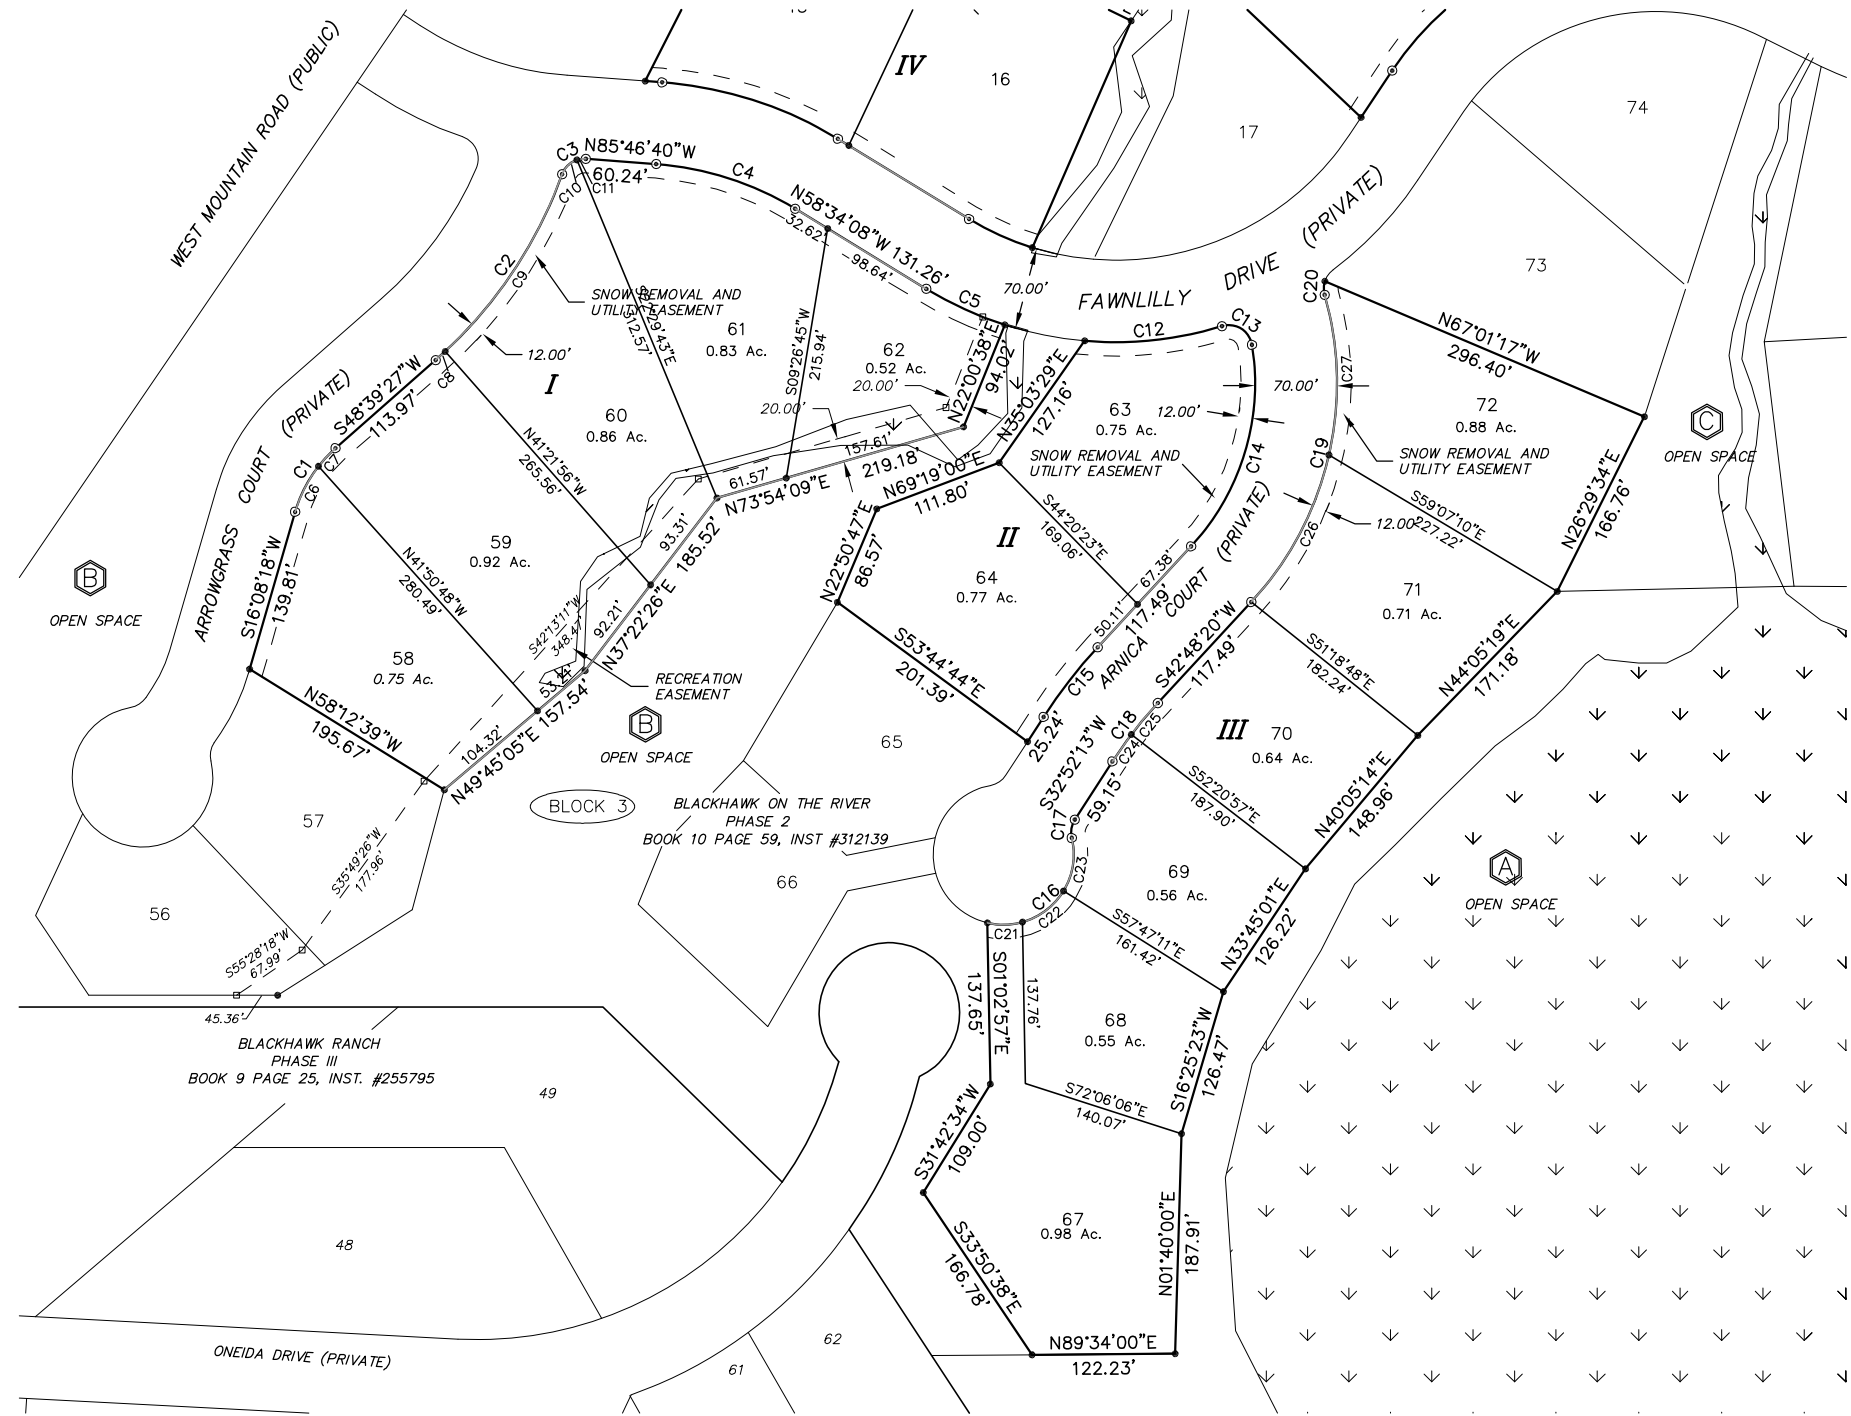 IV
16
17
74
73
WEST MOUNTAIN ROAD (PUBLIC)
C3
N85°46'40"W
60.24'
C10
C11
C4
N58°34'08"W 131.26'
32.62'
98.64'
C5
70.00'
FAWNLILLY DRIVE (PRIVATE)
C20
C12
C13
C2
C9
SNOW REMOVAL AND
UTILITY EASEMENT
312.57'
12.00'
I
61
0.83 Ac.
S09°26'45"W
215.94'
62
0.52 Ac.
20.00'
20.00'
N22°00'38"E
94.02'
N35°03'29"E
127.16'
63
0.75 Ac.
12.00'
70.00'
C27
N67°01'17"W
296.40'
72
0.88 Ac.
C
OPEN SPACE
S48°39'27"W
113.97'
C8
C1
C7
C6
60
0.86 Ac.
N41°21'56"W
265.56'
157.61'
219.18'
61.57'
N73°54'09"E
N69°19'00"E
111.80'
SNOW REMOVAL AND
UTILITY EASEMENT
C14
C19
SNOW REMOVAL AND
UTILITY EASEMENT
S59°07'10"E
227.22'
12.00'
C26
N26°29'34"E
166.76'
ARROWGRASS COURT (PRIVATE)
S16°08'18"W
139.81'
B
OPEN SPACE
59
0.92 Ac.
N41°50'48"W
280.49'
93.31'
185.52'
92.21'
N37°22'26"E
N22°50'47"E
86.57'
II
64
0.77 Ac.
S44°20'23"E
169.06'
67.38'
117.49'
50.11'
ARNICA COURT (PRIVATE)
71
0.71 Ac.
S42°13'11"W
348.47'
58
0.75 Ac.
N58°12'39"W
195.67'
RECREATION
EASEMENT
53.21'
157.54'
104.32'
N49°45'05"E
B
OPEN SPACE
S53°44'44"E
201.39'
C15
25.24'
S42°48'20"W
117.49'
S51°18'48"E
182.24'
N44°05'19"E
171.18'
C25
C18
C24
S32°52'13"W
59.15'
III
70
0.64 Ac.
S52°20'57"E
187.90'
N40°05'14"E
148.96'
65
BLOCK 3
BLACKHAWK ON THE RIVER
PHASE 2
BOOK 10 PAGE 59, INST #312139
57
66
56
S35°49'26"W
177.96'
C17
C23
C16
C22
C21
69
0.56 Ac.
S57°47'11"E
161.42'
N33°45'01"E
126.22'
A
OPEN SPACE
S55°28'18"W
67.99'
45.36'
S01°02'57"E
137.65'
137.76'
68
0.55 Ac.
S16°25'23"W
126.47'
BLACKHAWK RANCH
PHASE III
BOOK 9 PAGE 25, INST. #255795
49
S72°06'06"E
140.07'
S31°42'34"W
109.00'
48
67
0.98 Ac.
N01°40'00"E
187.91'
S33°50'38"E
166.78'
62
61
ONEIDA DRIVE (PRIVATE)
N89°34'00"E
122.23'